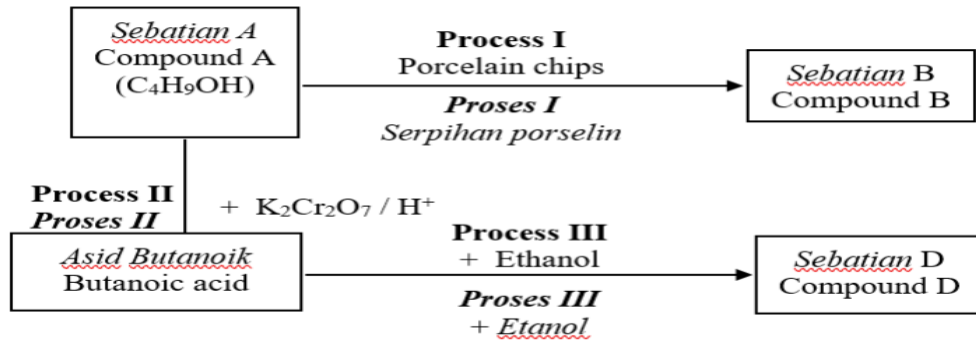 Sebatian A
Compound A
(C₄H₉OH)
Process I
Porcelain chips
Proses I
Serpihan porselin
Sebatian B
Compound B
Process II
Proses II
+ K₂Cr₂O₇ / H⁺
Asid Butanoik
Butanoic acid
Process III
+ Ethanol
Proses III
+ Etanol
Sebatian D
Compound D